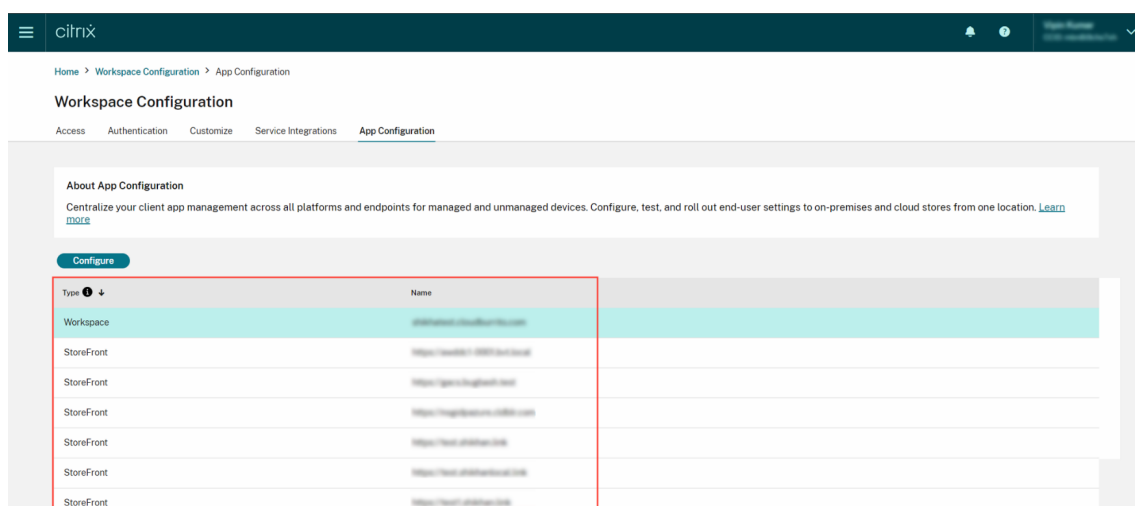 citrix
Home > Workspace Configuration > App Configuration
Workspace Configuration
Access Authentication Customize Service Integrations App Configuration
About App Configuration
Centralize your client app management across all platforms and endpoints for managed and unmanaged devices. Configure, test, and roll out end-user settings to on-premises and cloud stores from one location. Learn
more
Configure
Type Name
Workspace
StoreFront
StoreFront
StoreFront
StoreFront
StoreFront
StoreFront